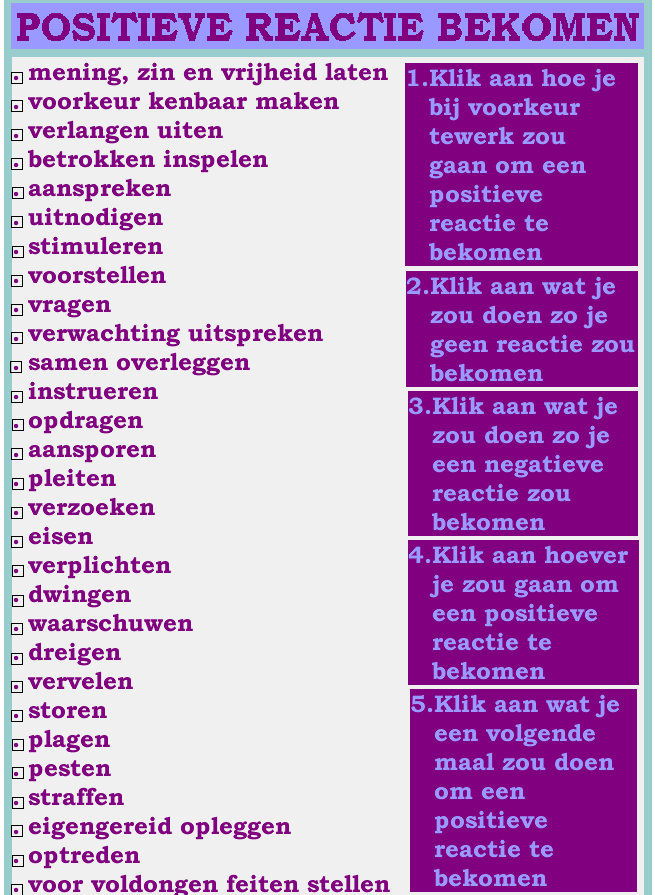 POSITIEVE REACTIE BEKOMEN
mening, zin en vrijheid laten
voorkeur kenbaar maken
verlangen uiten
betrokken inspelen
aanspreken
uitnodigen
stimuleren
voorstellen
vragen
verwachting uitspreken
samen overleggen
instrueren
opdragen
aansporen
pleiten
verzoeken
eisen
verplichten
dwingen
waarschuwen
dreigen
vervelen
storen
plagen
pesten
straffen
eigengereid opleggen
optreden
voor voldongen feiten stellen
1.Klik aan hoe je
bij voorkeur
tewerk zou
gaan om een
positieve
reactie te
bekomen
2.Klik aan wat je
zou doen zo je
geen reactie zou
bekomen
3.Klik aan wat je
zou doen zo je
een negatieve
reactie zou
bekomen
4.Klik aan hoever
je zou gaan om
een positieve
reactie te
bekomen
5.Klik aan wat je
een volgende
maal zou doen
om een
positieve
reactie te
bekomen